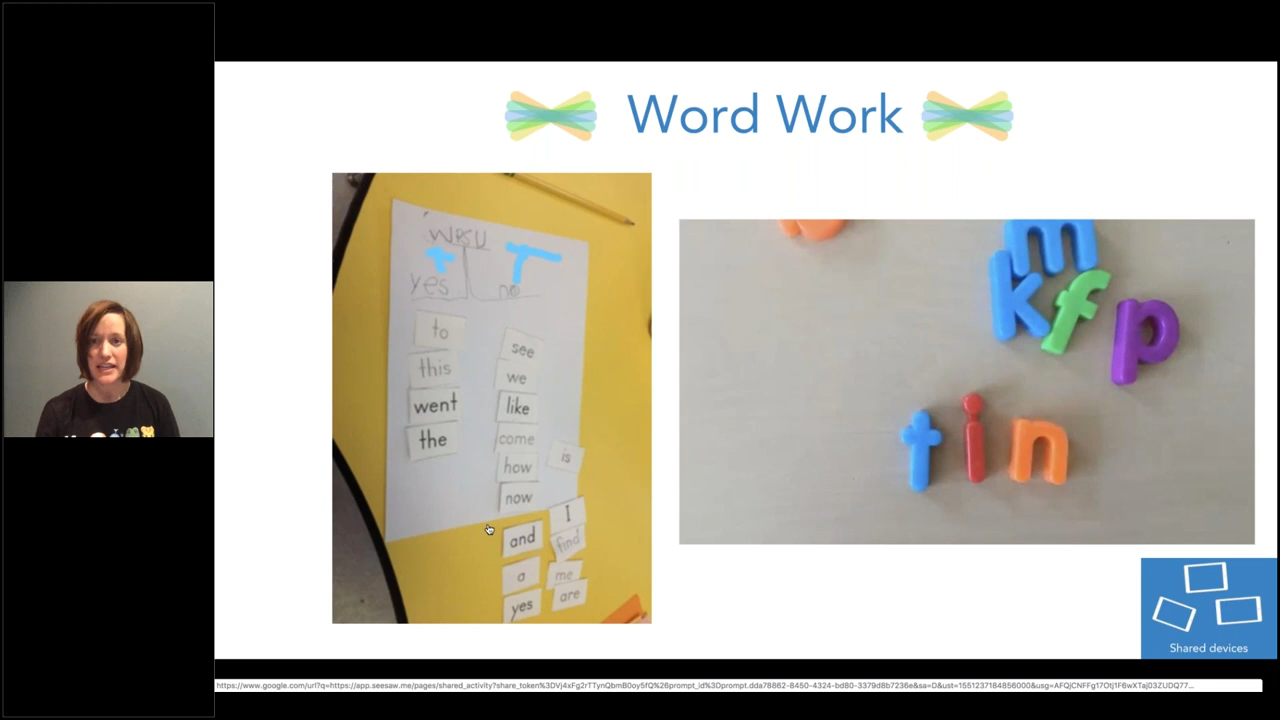 Word Work
yes
no
to
this
went
the
see
we
like
come
how
now
is
I
and
find
a
me
yes
are
m
k f p
t i n
Shared devices